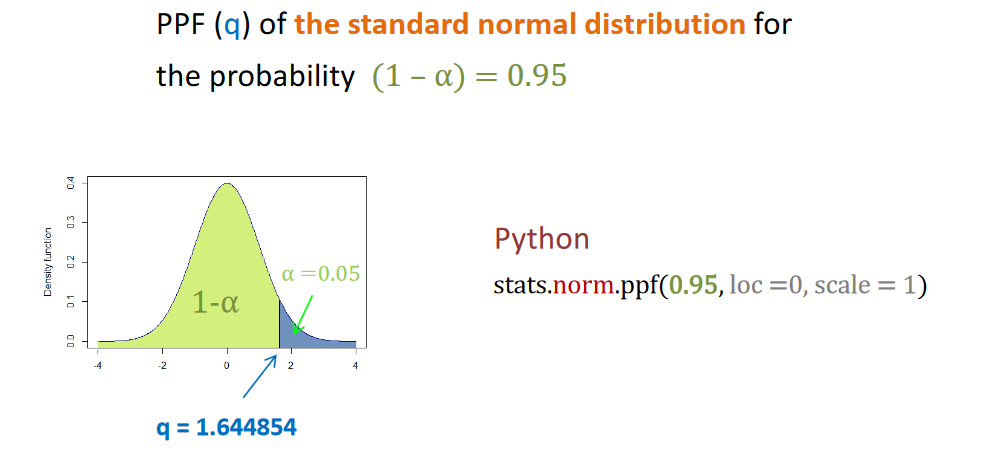 PPF (q) of the standard normal distribution for
the probability (1 – α) = 0.95
0.4
0.3
0.2
0.1
0.0
Density function
α =0.05
1-α
-4 -2 0 2 4
q = 1.644854
Python
stats.norm.ppf(0.95, loc =0, scale = 1)